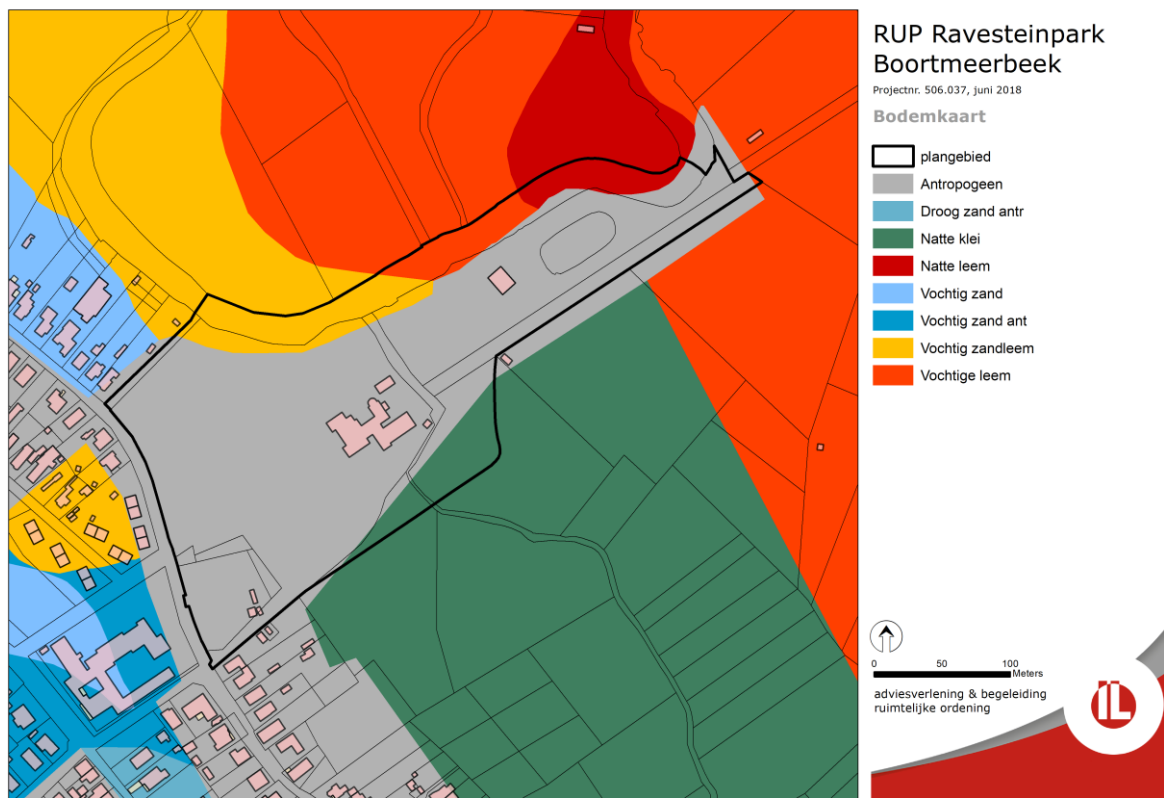 RUP Ravesteinpark
Boortmeerbeek
Projectnr. 506.037, juni 2018
Bodemkaart
plangebied
Antropogeen
Droog zand antr
Natte klei
Natte leem
Vochtig zand
Vochtig zand ant
Vochtig zandleem
Vochtige leem
0 50 100
Meters
adviesverlening & begeleiding
ruimtelijke ordening
IL